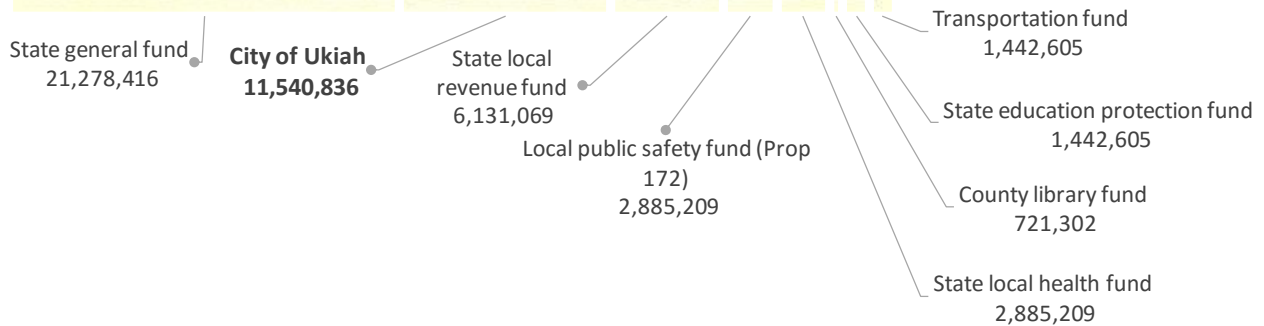 State general fund
21,278,416
City of Ukiah
11,540,836
State local
revenue fund
6,131,069
Local public safety fund (Prop
172)
2,885,209
Transportation fund
1,442,605
State education protection fund
1,442,605
County library fund
721,302
State local health fund
2,885,209